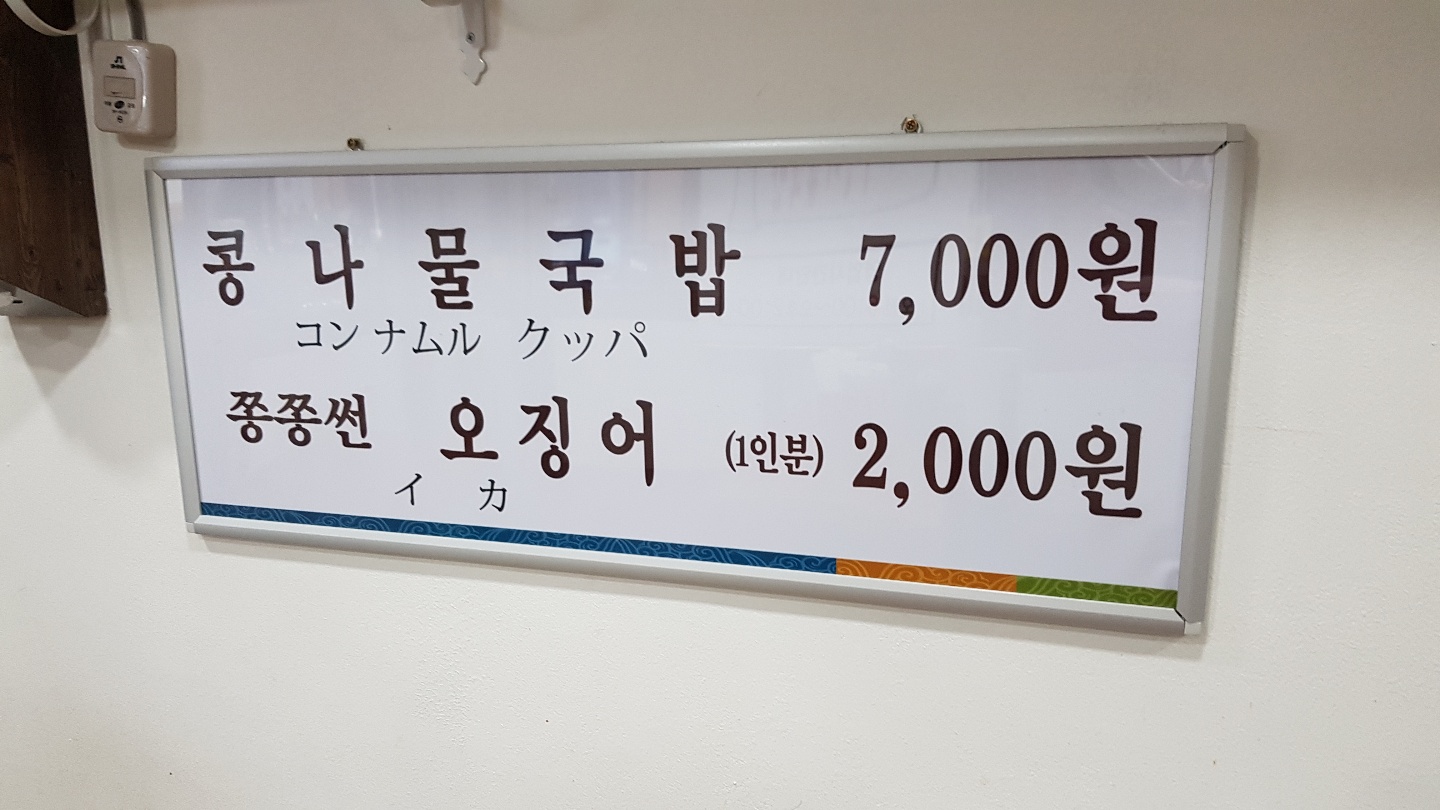 콩나물국밥 7,000원
コンナムル クッパ
쫑쫑썬 오징어 (1인분) 2,000원
イカ